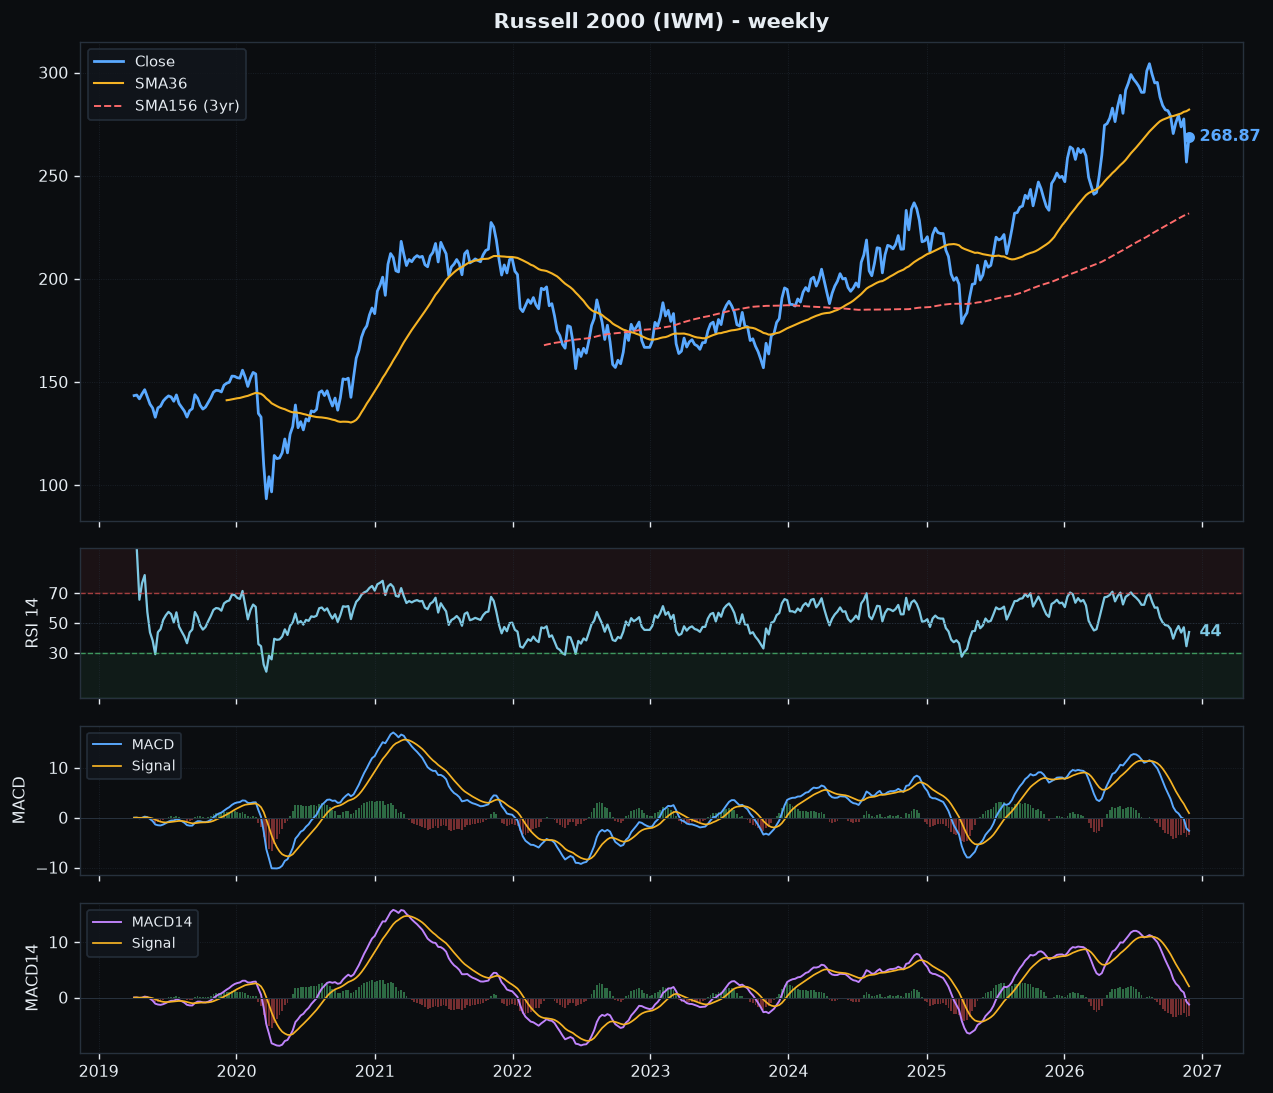 Russell 2000 (IWM) - weekly
Close
SMA36
SMA156 (3yr)
300
250
200
150
100
268.87
RSI 14
70
50
30
44
MACD
MACD
Signal
10
0
−10
MACD14
MACD14
Signal
10
0
2019 2020 2021 2022 2023 2024 2025 2026 2027